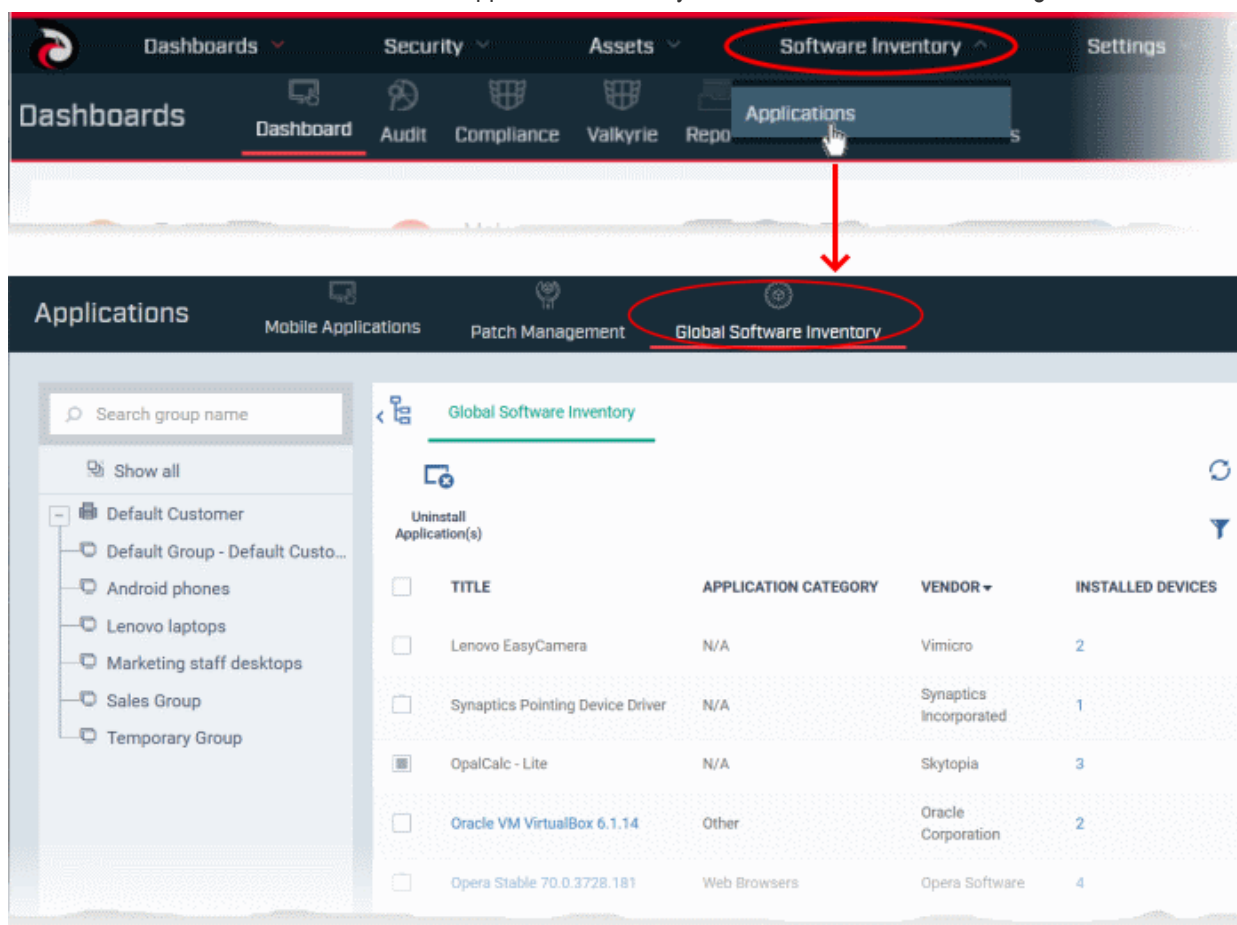 Dashboards
Security
Assets
Software Inventory
Settings
Dashboards
Dashboard
Audit
Compliance
Valkyrie
Repo
Applications
s
Applications
Mobile Applications
Patch Management
Global Software Inventory
Search group name
Global Software Inventory
Show all
Uninstall
Application(s)
Default Customer
Default Group - Default Custo...
Android phones
Lenovo laptops
Marketing staff desktops
Sales Group
Temporary Group
TITLE APPLICATION CATEGORY VENDOR INSTALLED DEVICES
Lenovo EasyCamera N/A Vimicro 2
Synaptics Pointing Device Driver N/A Synaptics Incorporated 1
OpalCalc - Lite N/A Skytopia 3
Oracle VM VirtualBox 6.1.14 Other Oracle Corporation 2
Opera Stable 70.0.3728.181 Web Browsers Opera Software 4